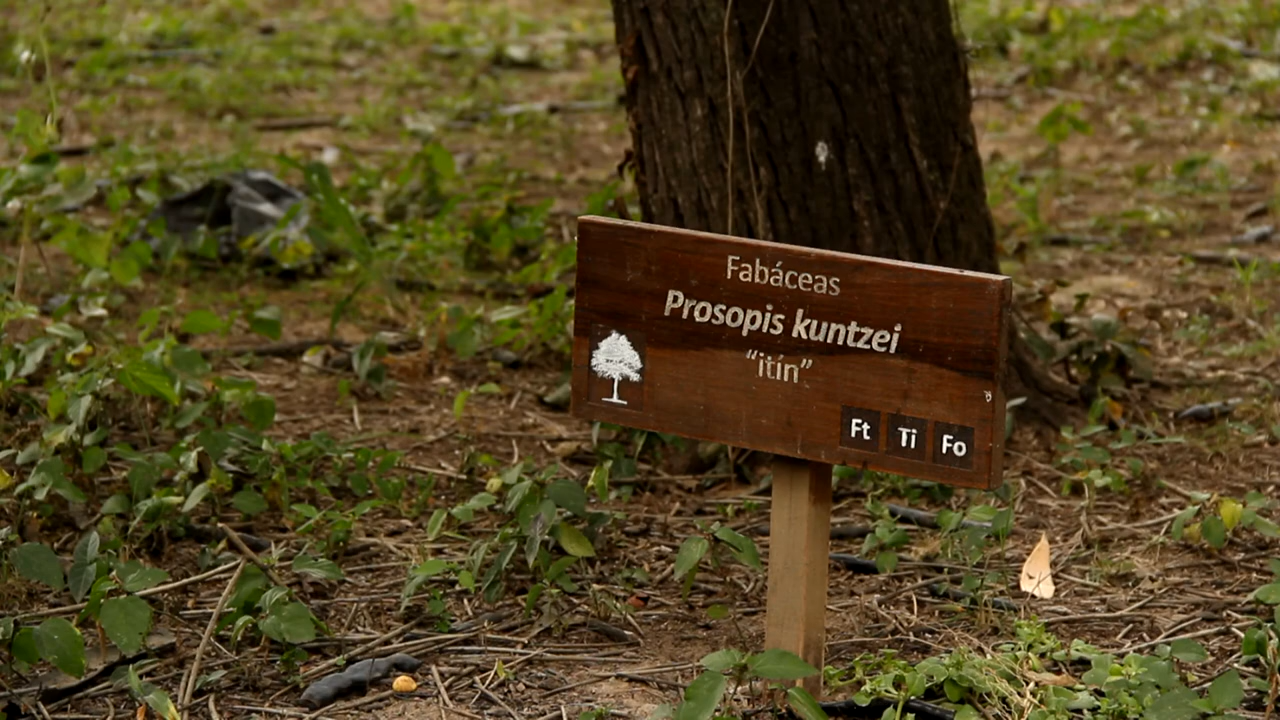 Fabáceas
Prosopis kuntzei
“itín”
Ft Ti Fo